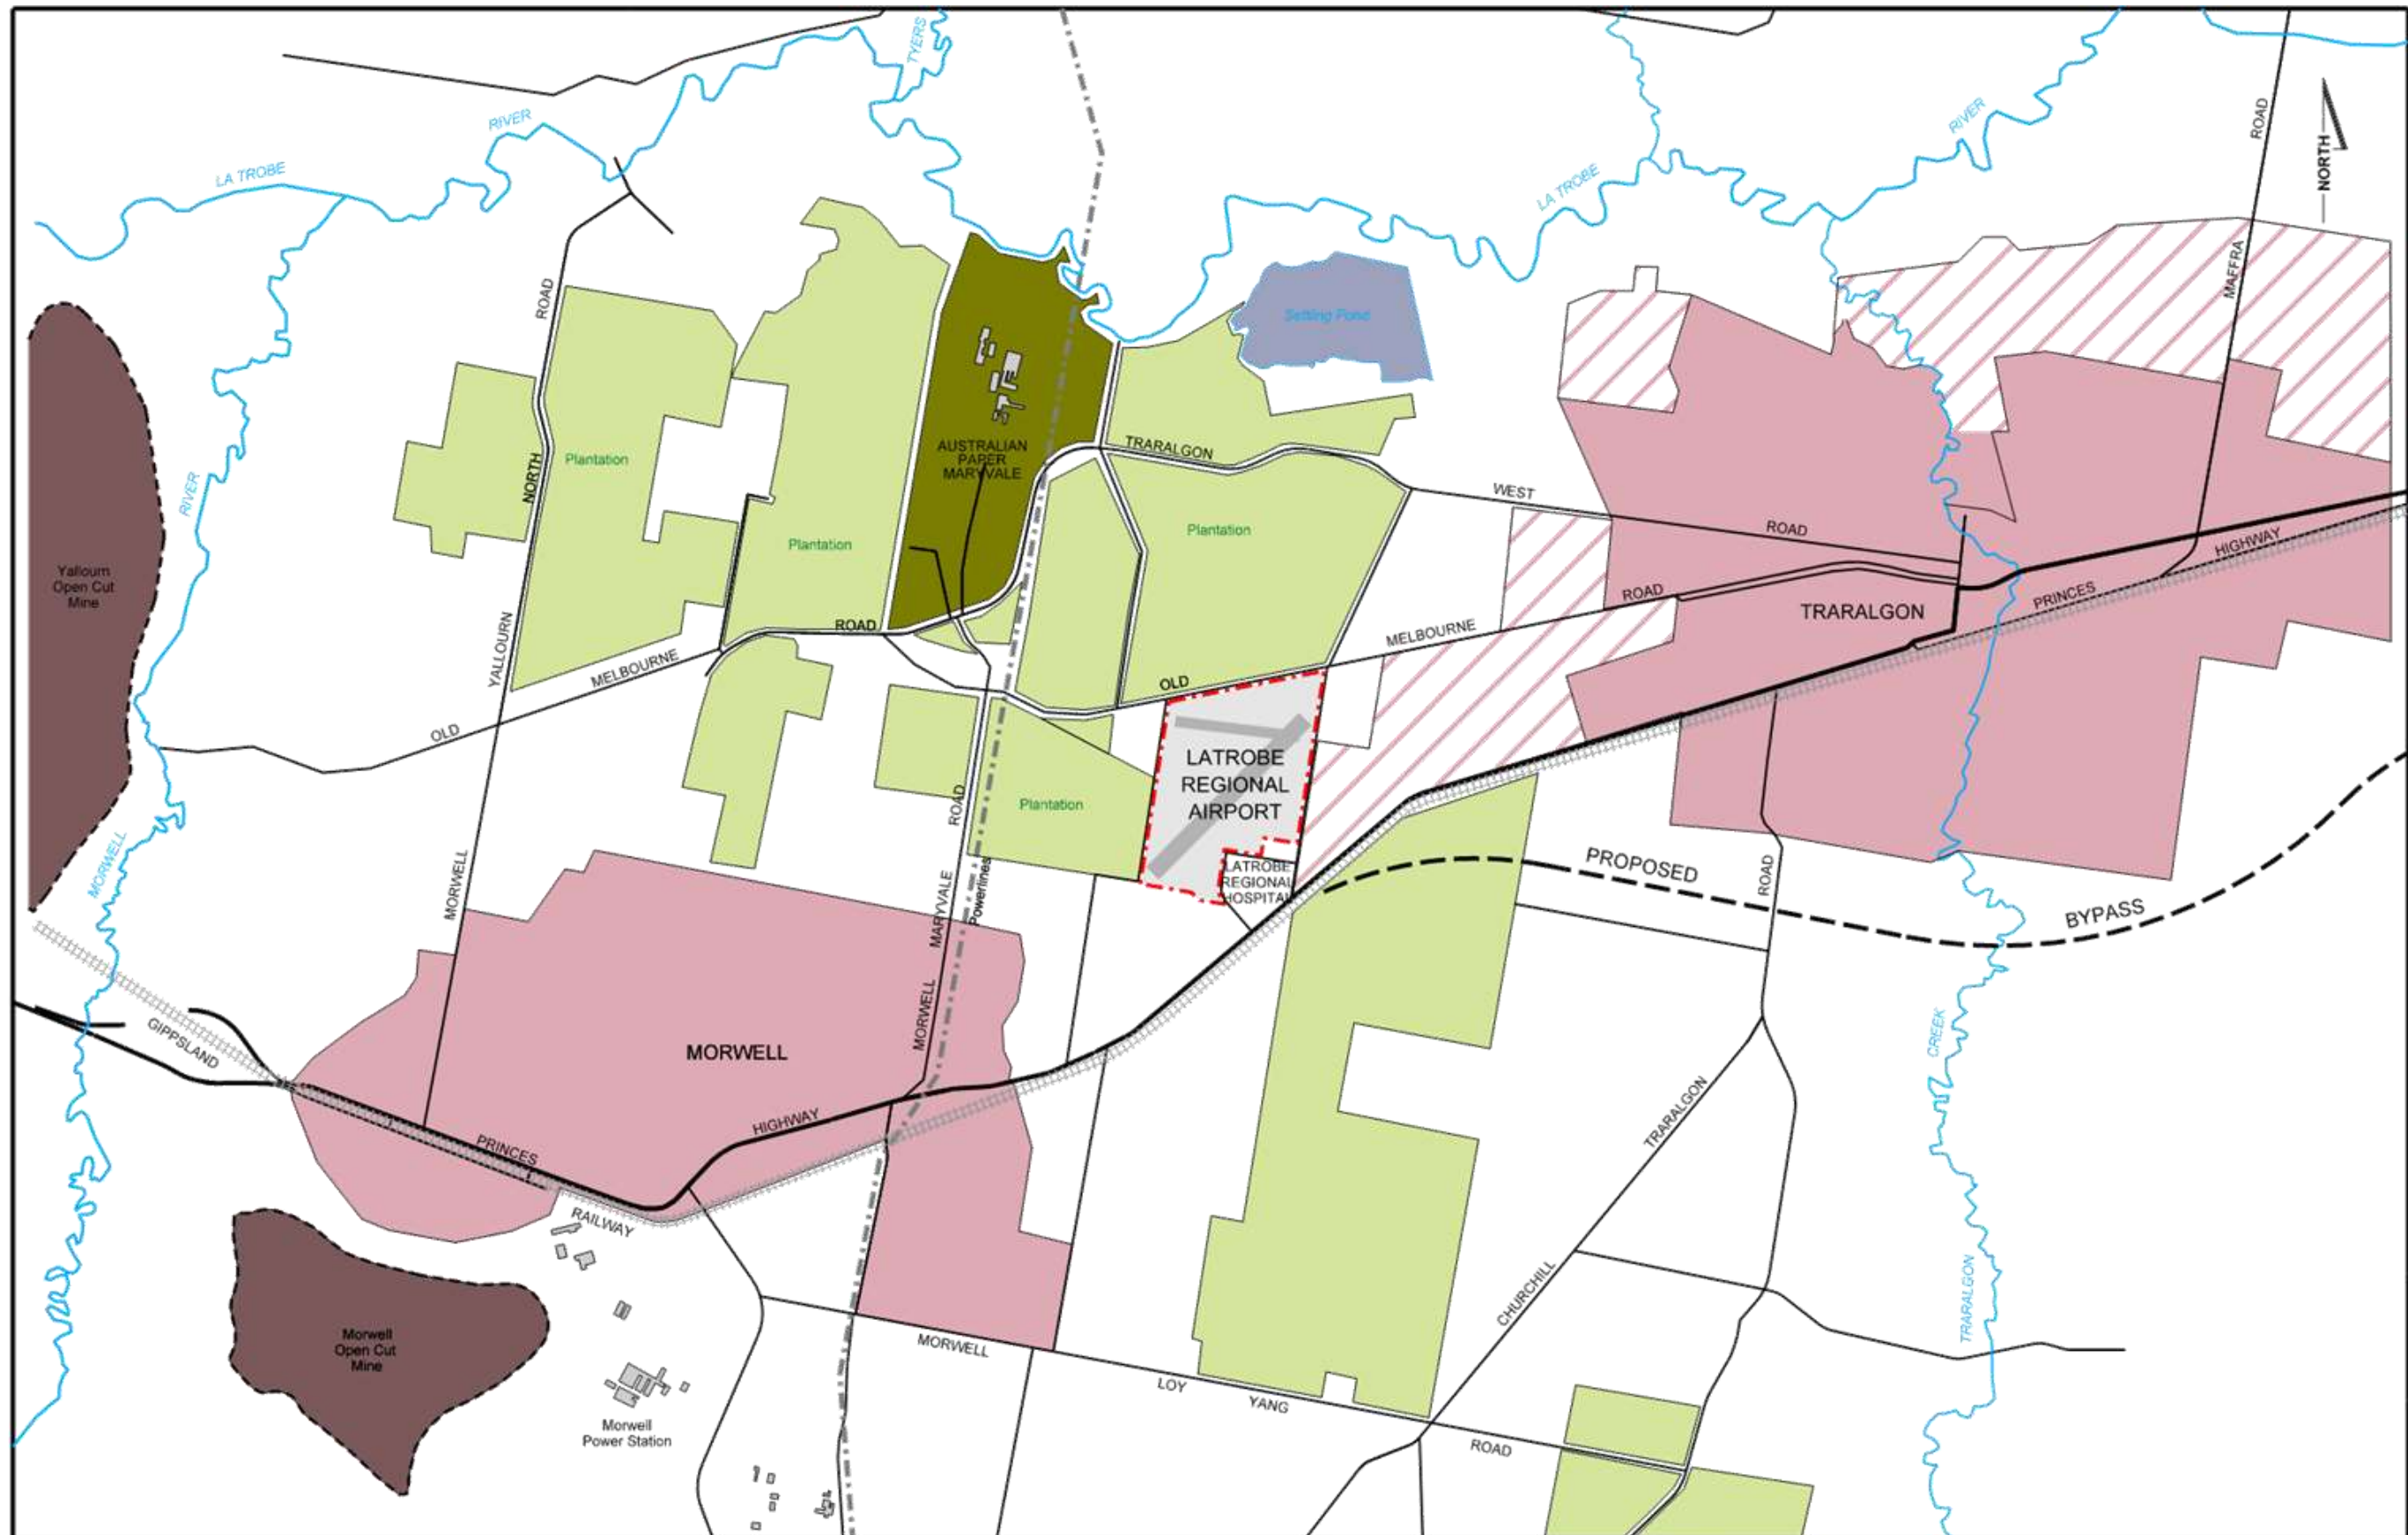 TYERS
RIVER
LA TROBE
RIVER
LA TROBE
RIVER
ROAD
NORTH
MAFFRA
Yallourn
Open Cut
Mine
RIVER
MORWELL
ROAD
NORTH
YALLOURN
MORWELL
Plantation
Plantation
AUSTRALIAN
PAPER
MARYVALE
Settling Pond
TRARALGON
WEST
ROAD
Plantation
ROAD
MELBOURNE
OLD
OLD
MELBOURNE
ROAD
TRARALGON
PRINCES
HIGHWAY
LATROBE
REGIONAL
AIRPORT
LATROBE
REGIONAL
HOSPITAL
Plantation
ROAD
MARYVALE
MORWELL
Powerlines
PROPOSED
BYPASS
ROAD
TRARALGON
CHURCHILL
CREEK
TRARALGON
GIPPSLAND
PRINCES
HIGHWAY
MORWELL
RAILWAY
Morwell
Open Cut
Mine
Morwell
Power Station
MORWELL
LOY
YANG
ROAD